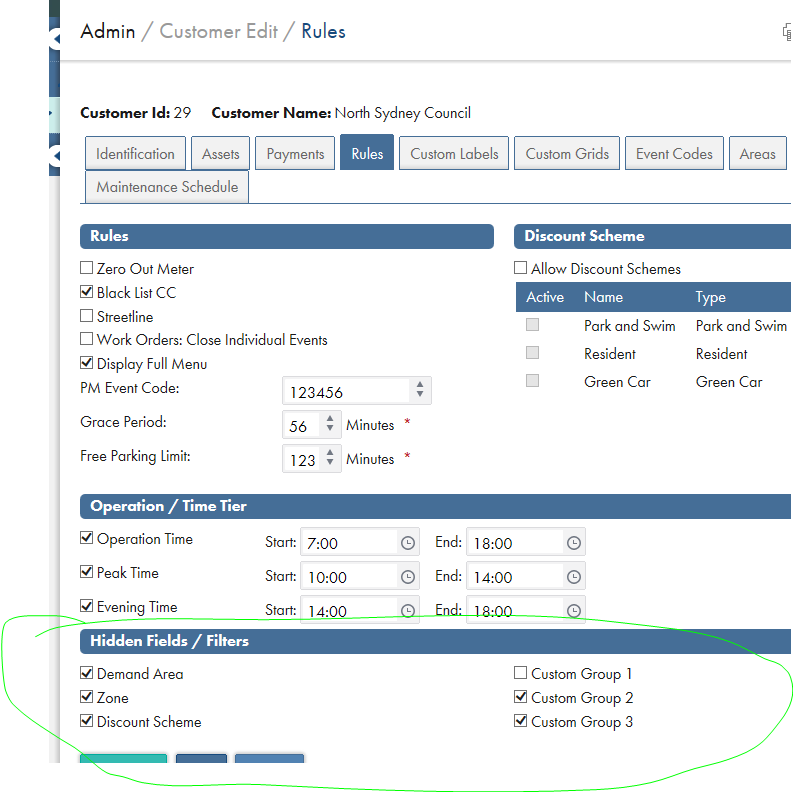 Admin / Customer Edit / Rules
Customer Id: 29 Customer Name: North Sydney Council
Identification Assets Payments Rules Custom Labels Custom Grids Event Codes Areas
Maintenance Schedule
Rules
Zero Out Meter
Black List CC
Streetline
Work Orders: Close Individual Events
Display Full Menu
PM Event Code: 123456
Grace Period: 56 Minutes *
Free Parking Limit: 123 Minutes *
Discount Scheme
Allow Discount Schemes
Active Name Type
Park and Swim Park and Swim
Resident Resident
Green Car Green Car
Operation / Time Tier
Operation Time Start: 7:00 End: 18:00
Peak Time Start: 10:00 End: 14:00
Evening Time Start: 14:00 End: 18:00
Hidden Fields / Filters
Demand Area
Zone
Discount Scheme
Custom Group 1
Custom Group 2
Custom Group 3